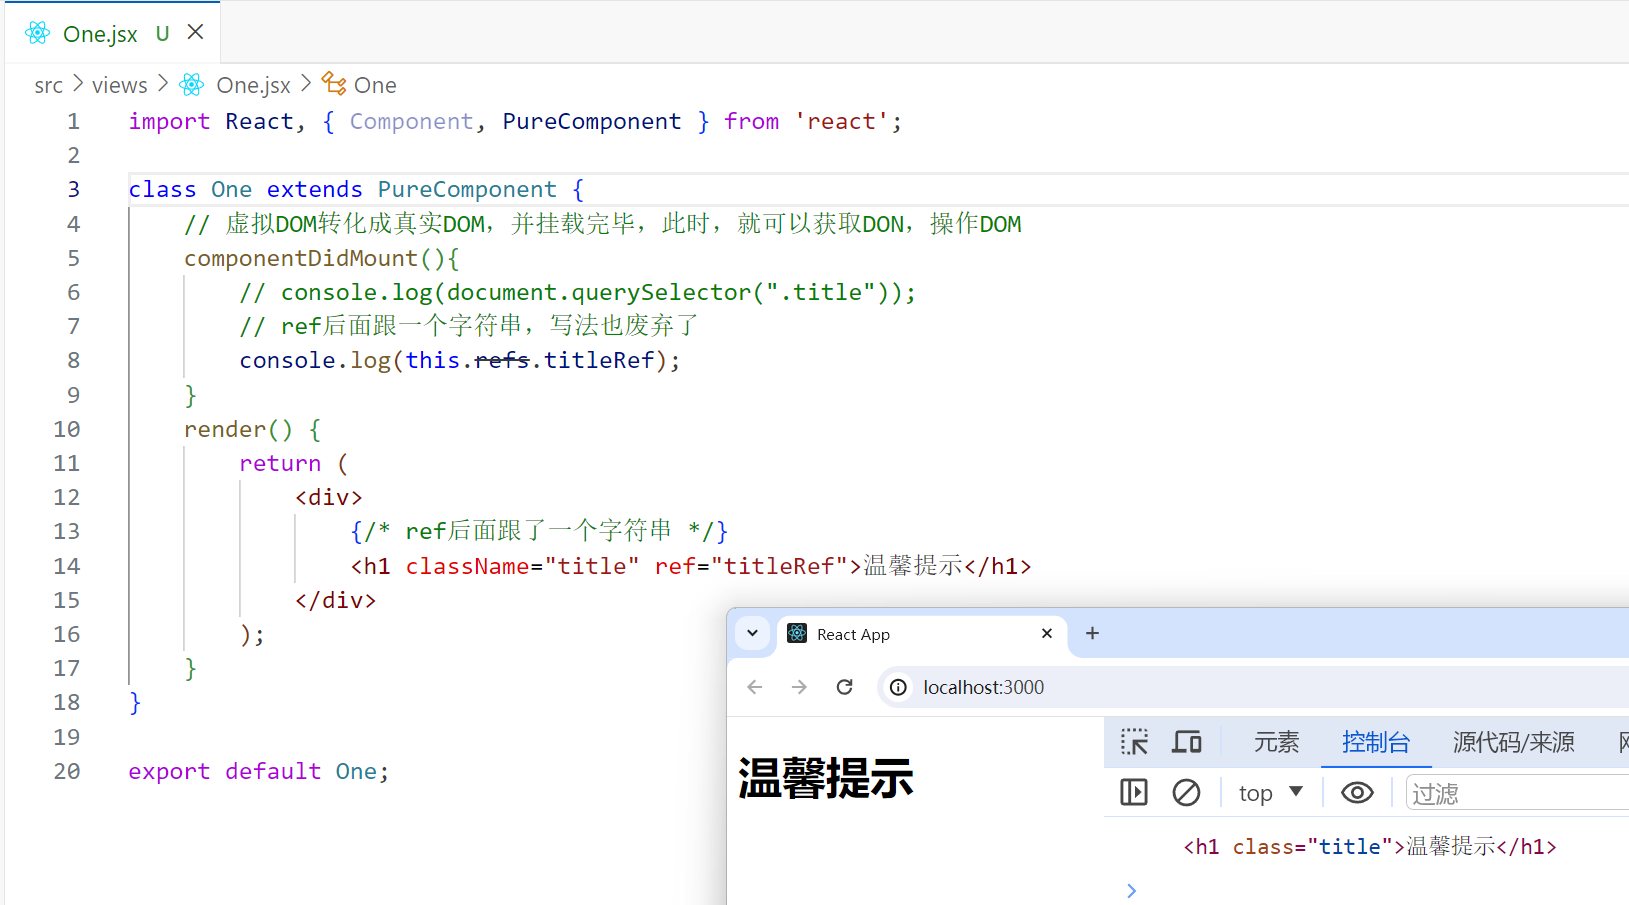 One.jsx U
src > views > One.jsx > One
1 import React, { Component, PureComponent } from 'react';
2
3 class One extends PureComponent {
4 // 虚拟DOM转化成真实DOM，并挂载完毕，此时，就可以获取DON，操作DOM
5 componentDidMount(){
6 // console.log(document.querySelector(".title"));
7 // ref后面跟一个字符串，写法也废弃了
8 console.log(this.refs.titleRef);
9 }
10 render() {
11 return (
12 <div>
13 {/* ref后面跟了一个字符串 */}
14 <h1 className="title" ref="titleRef">温馨提示</h1>
15 </div>
16 );
17 }
18 }
19
20 export default One;
React App
localhost:3000
元素 控制台 源代码/来源
top 过滤
温馨提示
<h1 class="title">温馨提示</h1>